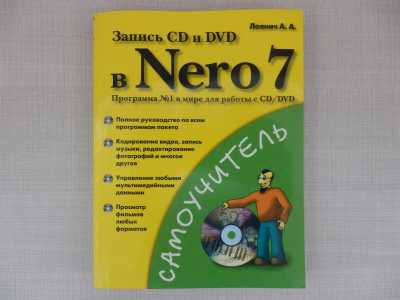 Лоянич А. А.
Запись CD и DVD
в Nero 7
Программа №1 в мире для работы с CD/DVD
Полное руководство по всем
программам пакета
Кодирование видео, запись
музыки, редактирование
фотографий и многое
другое
Управление любыми
мультимедийными
данными
Просмотр
фильмов
любых
форматов
САМОУЧИТЕЛЬ